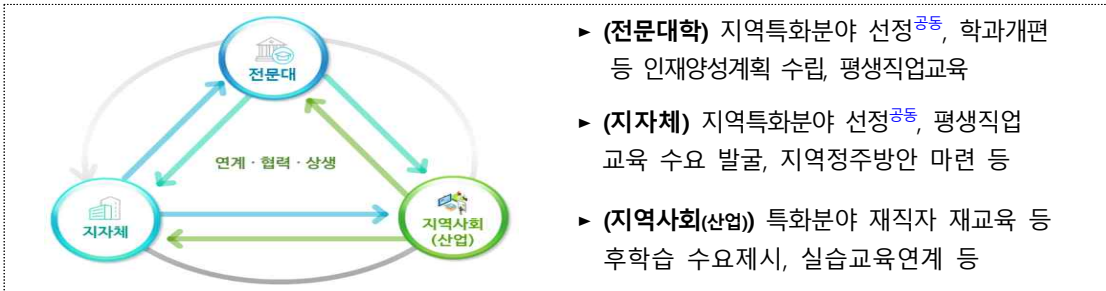 전문대
연계 · 협력 · 상생
지자체
지역사회
(산업)
► (전문대학) 지역특화분야 선정공동, 학과개편
등 인재양성계획 수립, 평생직업교육
► (지자체) 지역특화분야 선정공동, 평생직업
교육 수요 발굴, 지역정주방안 마련 등
► (지역사회(산업)) 특화분야 재직자 재교육 등
후학습 수요제시, 실습교육연계 등